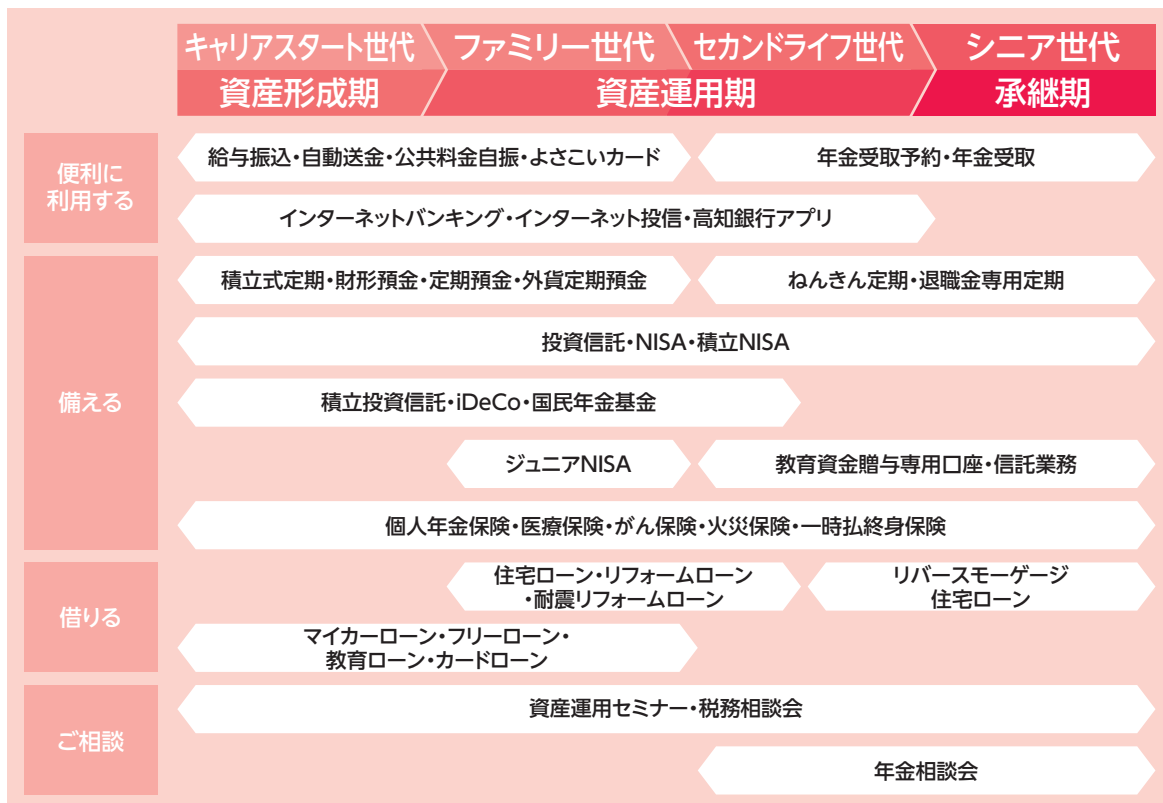 キャリアスタート世代 ファミリー世代 セカンドライフ世代 シニア世代
資産形成期 資産運用期 承継期
便利に
利用する
給与振込・自動送金・公共料金自振・よさこいカード
年金受取予約・年金受取
インターネットバンキング・インターネット投信・高知銀行アプリ
備える
積立式定期・財形預金・定期預金・外貨定期預金
ねんきん定期・退職金専用定期
投資信託・NISA・積立NISA
積立投資信託・iDeCo・国民年金基金
ジュニアNISA
教育資金贈与専用口座・信託業務
個人年金保険・医療保険・がん保険・火災保険・一時払終身保険
借りる
住宅ローン・リフォームローン
・耐震リフォームローン
リバースモーゲージ
住宅ローン
マイカーローン・フリーローン・
教育ローン・カードローン
ご相談
資産運用セミナー・税務相談会
年金相談会